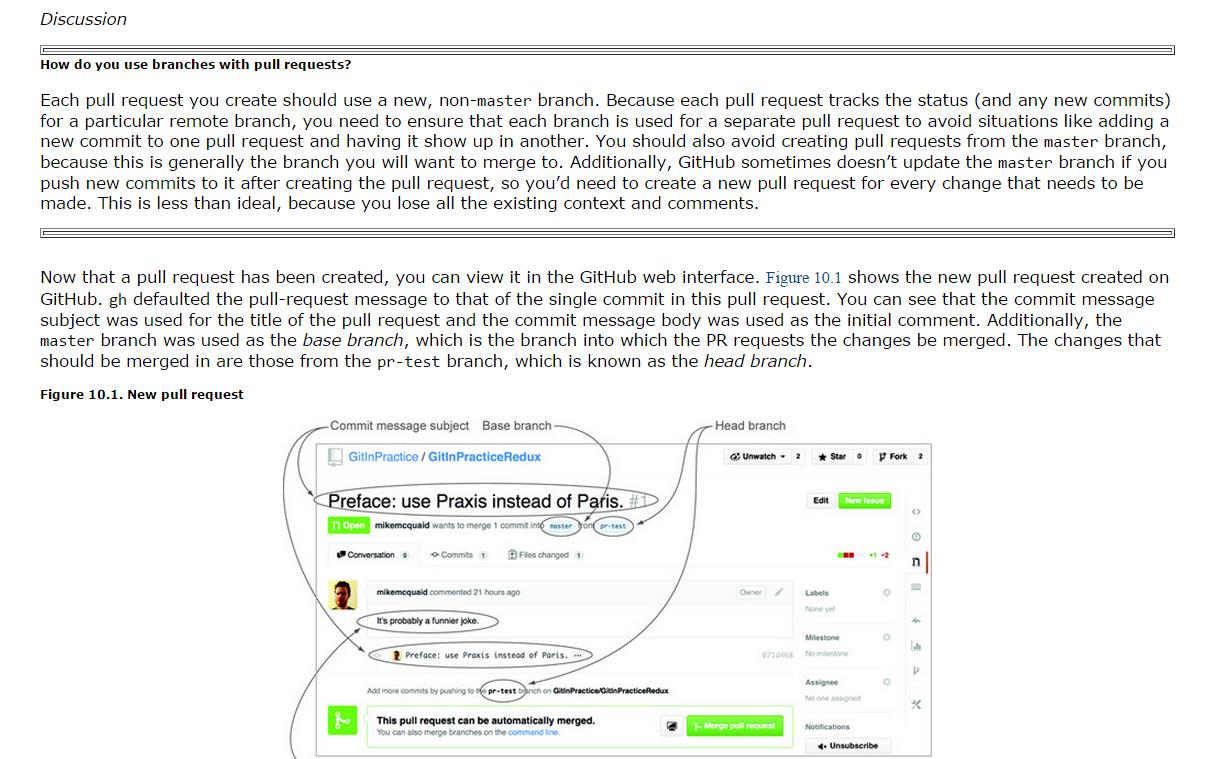 Discussion
How do you use branches with pull requests?
Each pull request you create should use a new, non-master branch. Because each pull request tracks the status (and any new commits)
for a particular remote branch, you need to ensure that each branch is used for a separate pull request to avoid situations like adding a
new commit to one pull request and having it show up in another. You should also avoid creating pull requests from the master branch,
because this is generally the branch you will want to merge to. Additionally, GitHub sometimes doesn’t update the master branch if you
push new commits to it after creating the pull request, so you’d need to create a new pull request for every change that needs to be
made. This is less than ideal, because you lose all the existing context and comments.
Now that a pull request has been created, you can view it in the GitHub web interface. Figure 10.1 shows the new pull request created on
GitHub. gh defaulted the pull-request message to that of the single commit in this pull request. You can see that the commit message
subject was used for the title of the pull request and the commit message body was used as the initial comment. Additionally, the
master branch was used as the base branch, which is the branch into which the PR requests the changes be merged. The changes that
should be merged in are those from the pr-test branch, which is known as the head branch.
Figure 10.1. New pull request
Commit message subject Base branch Head branch
GitInPractice / GitInPracticeRedux Unwatch 2 Star 0 Fork 2
Preface: use Praxis instead of Paris. #1 Edit New Issue
Open mikemcquaid wants to merge 1 commit into master from pr-test
Conversation 0 Commits 1 Files changed 1 +1 −2
mikemcquaid commented 21 hours ago Owner Labels
None yet
It's probably a funnier joke.
Milestone
Preface: use Praxis instead of Paris. ... 071d468 No milestone
Assignee
Add more commits by pushing to the pr-test branch on GitInPractice/GitInPracticeRedux. No one assigned
This pull request can be automatically merged. Merge pull request Notifications
You can also merge branches on the command line.
Unsubscribe